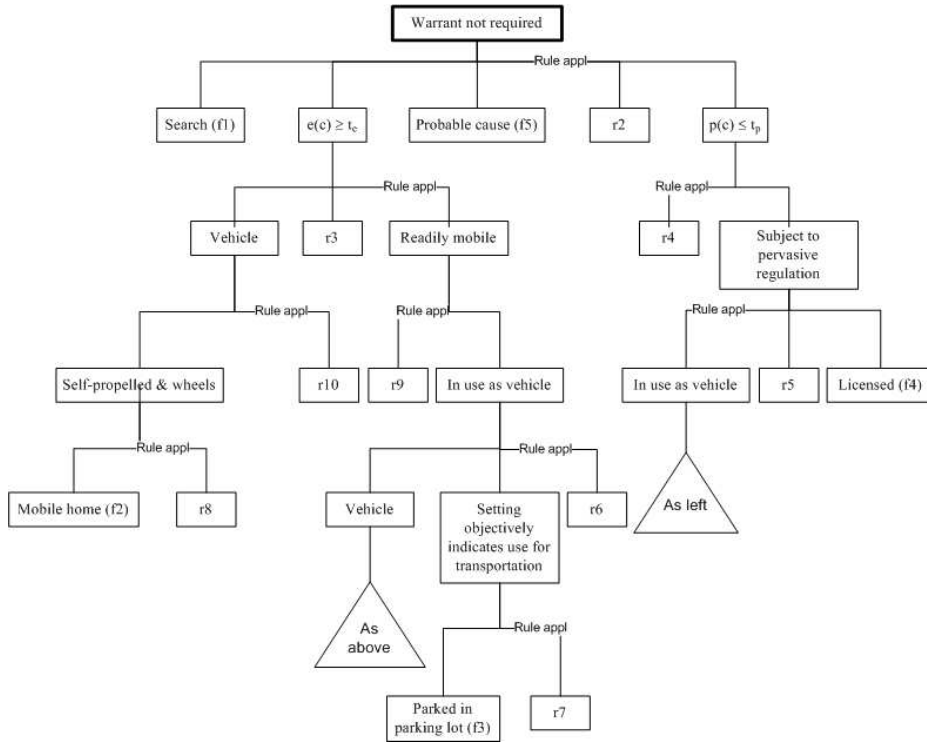 Warrant not required
Rule appl
Search (f1)
e(c) ≥ te
Probable cause (f5)
r2
p(c) ≤ tp
Rule appl
Rule appl
Vehicle
r3
Readily mobile
r4
Subject to
pervasive
regulation
Rule appl
Rule appl
Rule appl
Self-propelled & wheels
r10
r9
In use as vehicle
In use as vehicle
r5
Licensed (f4)
Rule appl
Rule appl
Mobile home (f2)
r8
Vehicle
Setting
objectively
indicates use for
transportation
r6
As left
As
above
Rule appl
Parked in
parking lot (f3)
r7